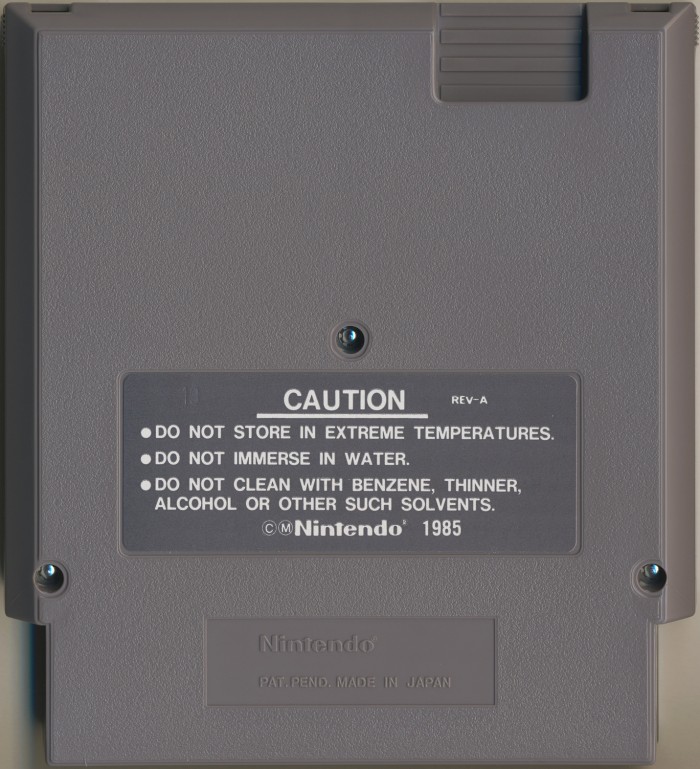 CAUTION REV-A
●DO NOT STORE IN EXTREME TEMPERATURES.
●DO NOT IMMERSE IN WATER.
●DO NOT CLEAN WITH BENZENE, THINNER,
ALCOHOL OR OTHER SUCH SOLVENTS.
©ⓂNintendo® 1985
Nintendo®
PAT. PEND. MADE IN JAPAN